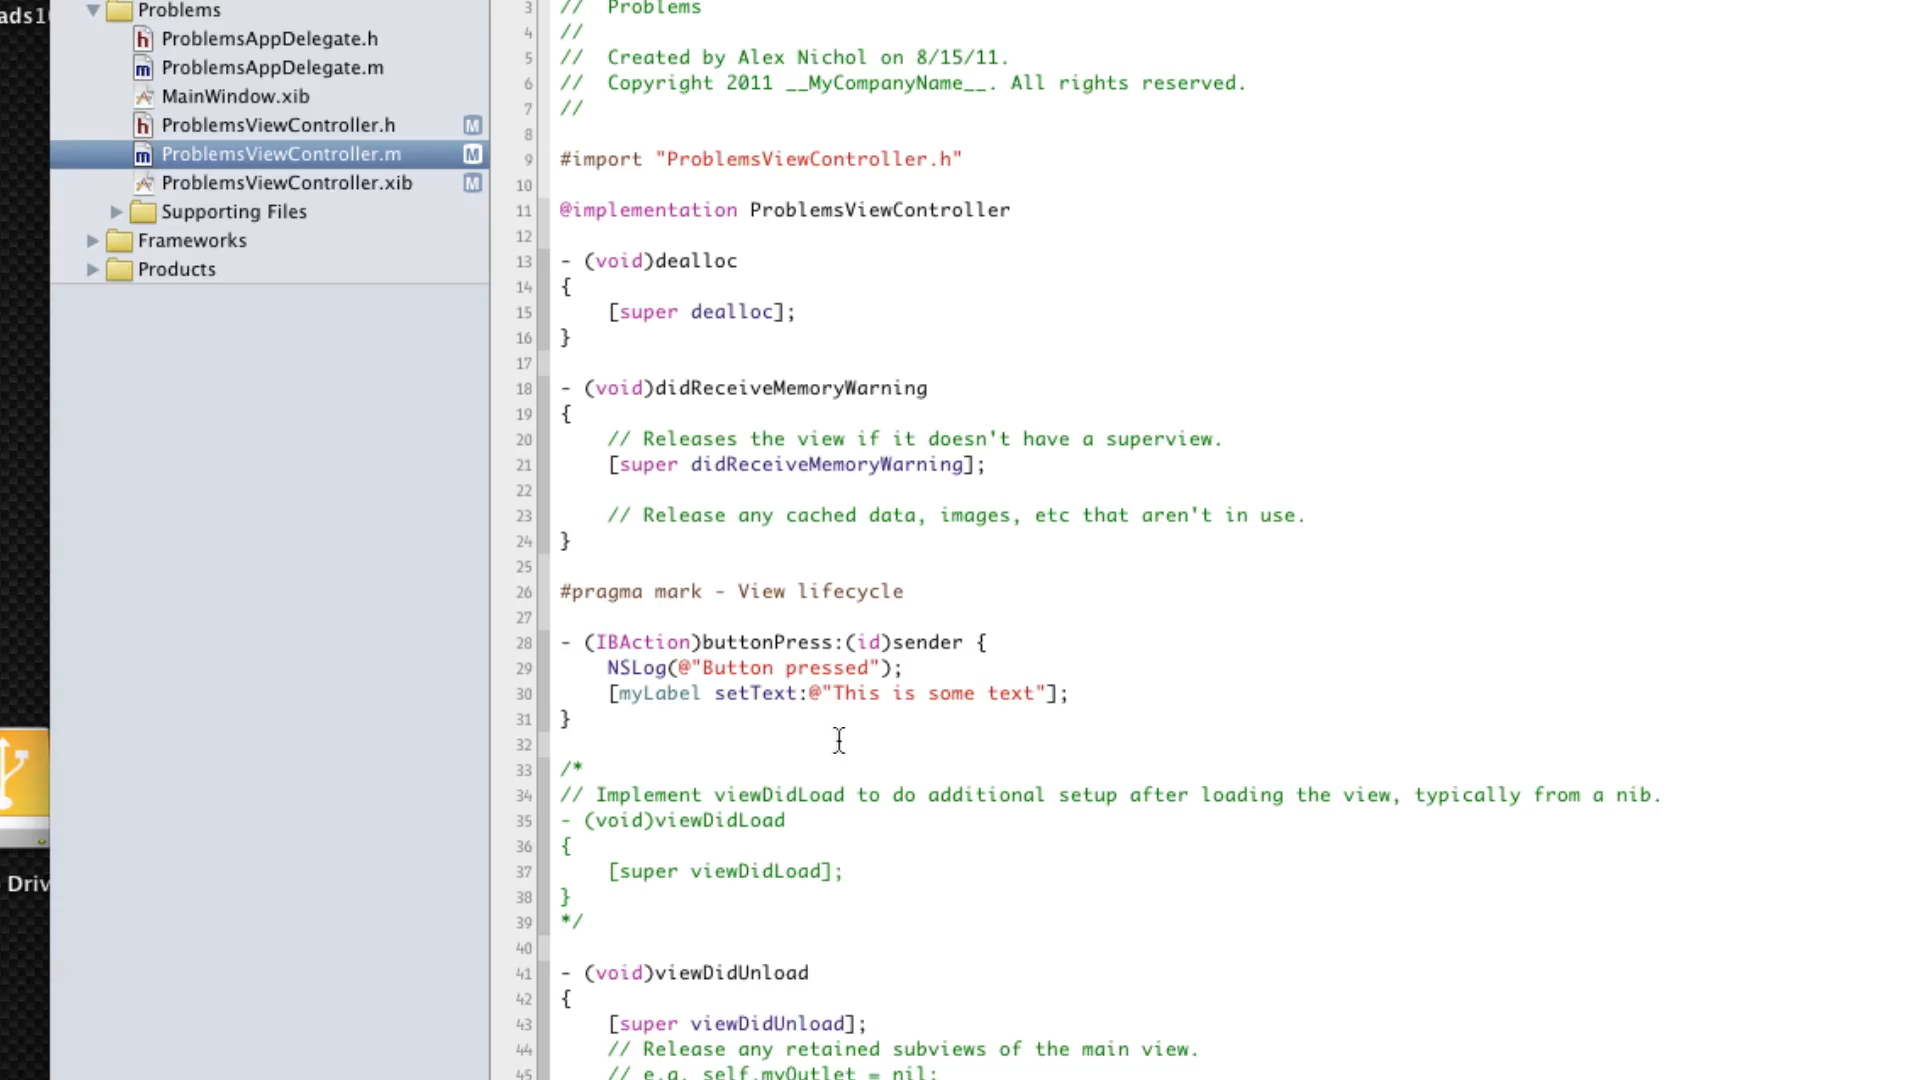 ads1
Problems
ProblemsAppDelegate.h
ProblemsAppDelegate.m
MainWindow.xib
ProblemsViewController.h M
ProblemsViewController.m M
ProblemsViewController.xib M
Supporting Files
Frameworks
Products
Driv
3 // Problems
4 //
5 // Created by Alex Nichol on 8/15/11.
6 // Copyright 2011 __MyCompanyName__. All rights reserved.
7 //
8
9 #import "ProblemsViewController.h"
10
11 @implementation ProblemsViewController
12
13 - (void)dealloc
14 {
15 [super dealloc];
16 }
17
18 - (void)didReceiveMemoryWarning
19 {
20 // Releases the view if it doesn't have a superview.
21 [super didReceiveMemoryWarning];
22
23 // Release any cached data, images, etc that aren't in use.
24 }
25
26 #pragma mark - View lifecycle
27
28 - (IBAction)buttonPress:(id)sender {
29 NSLog(@"Button pressed");
30 [myLabel setText:@"This is some text"];
31 }
32
33 /*
34 // Implement viewDidLoad to do additional setup after loading the view, typically from a nib.
35 - (void)viewDidLoad
36 {
37 [super viewDidLoad];
38 }
39 */
40
41 - (void)viewDidUnload
42 {
43 [super viewDidUnload];
44 // Release any retained subviews of the main view.
45 // e.g. self.myOutlet = nil;